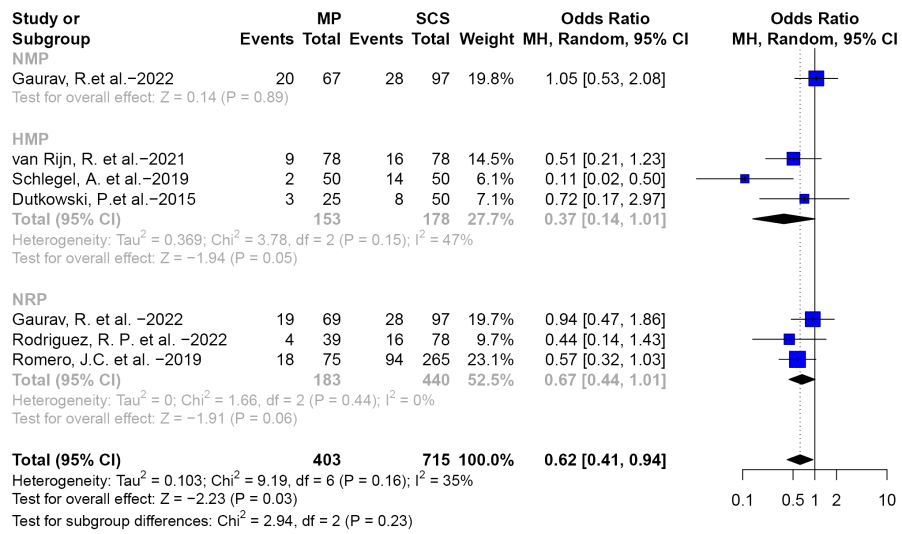 Study or MP SCS Odds Ratio Odds Ratio
Subgroup Events Total Events Total Weight MH, Random, 95% CI MH, Random, 95% CI
NMP
Gaurav, R.et al.−2022 20 67 28 97 19.8% 1.05 [0.53, 2.08]
Test for overall effect: Z = 0.14 (P = 0.89)
HMP
van Rijn, R. et al.−2021 9 78 16 78 14.5% 0.51 [0.21, 1.23]
Schlegel, A. et al.−2019 2 50 14 50 6.1% 0.11 [0.02, 0.50]
Dutkowski, P.et al.−2015 3 25 8 50 7.1% 0.72 [0.17, 2.97]
Total (95% CI) 153 178 27.7% 0.37 [0.14, 1.01]
Heterogeneity: Tau² = 0.369; Chi² = 3.78, df = 2 (P = 0.15); I² = 47%
Test for overall effect: Z = −1.94 (P = 0.05)
NRP
Gaurav, R. et al. −2022 19 69 28 97 19.7% 0.94 [0.47, 1.86]
Rodriguez, R. P. et al. −2022 4 39 16 78 9.7% 0.44 [0.14, 1.43]
Romero, J.C. et al. −2019 18 75 94 265 23.1% 0.57 [0.32, 1.03]
Total (95% CI) 183 440 52.5% 0.67 [0.44, 1.01]
Heterogeneity: Tau² = 0; Chi² = 1.66, df = 2 (P = 0.44); I² = 0%
Test for overall effect: Z = −1.91 (P = 0.06)
Total (95% CI) 403 715 100.0% 0.62 [0.41, 0.94]
Heterogeneity: Tau² = 0.103; Chi² = 9.19, df = 6 (P = 0.16); I² = 35%
Test for overall effect: Z = −2.23 (P = 0.03)
Test for subgroup differences: Chi² = 2.94, df = 2 (P = 0.23)
0.1 0.5 1 2 10